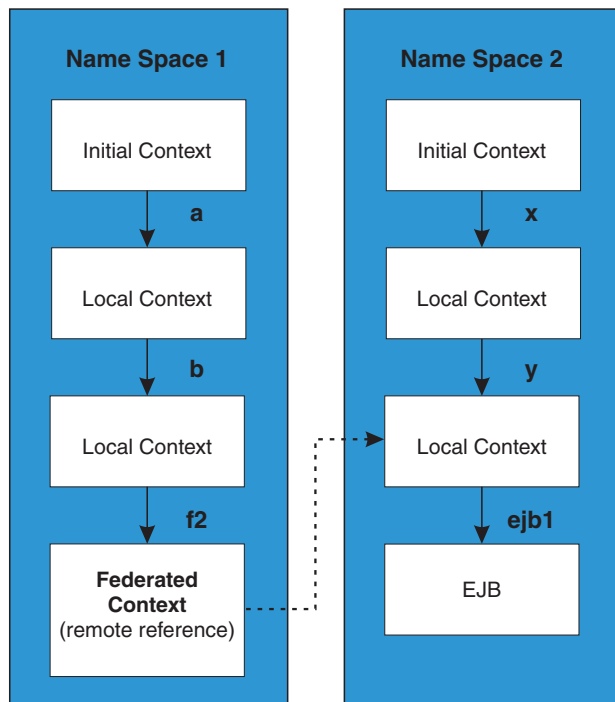 Name Space 1
Initial Context
a
Local Context
b
Local Context
f2
Federated
Context
(remote reference)
Name Space 2
Initial Context
x
Local Context
y
Local Context
ejb1
EJB